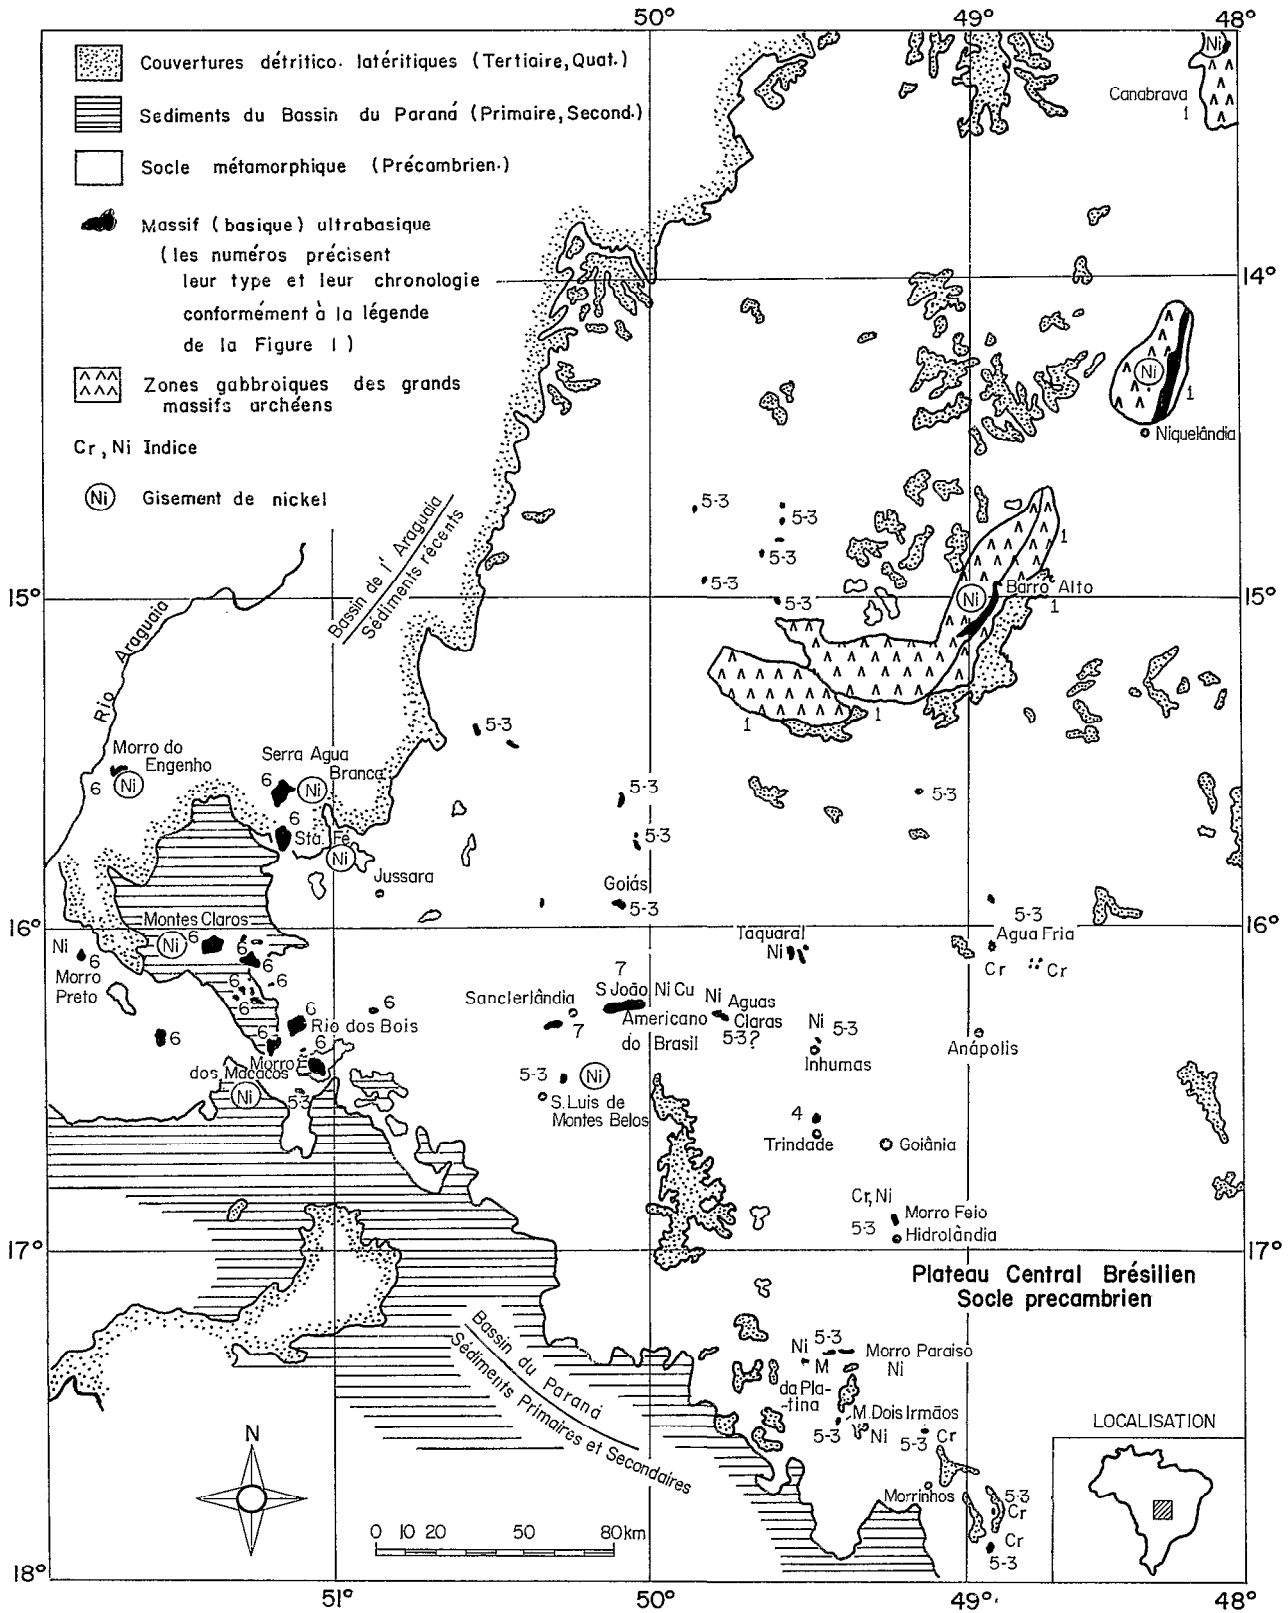 50° 49° 48°
Couvertures détritico. latéritiques (Tertiaire, Quat.)
Sediments du Bassin du Paraná (Primaire, Second.)
Socle métamorphique (Précambrien.)
Massif (basique) ultrabasique
(les numéros précisent
leur type et leur chronologie
conformément à la légende
de la Figure 1)
Zones gabbroiques des grands
massifs archéens
Cr, Ni Indice
Ni Gisement de nickel
Ni
Canabrava
1
14°
Ni
1
Niquelândia
Bassin de l' Araguaia
Sédiments récents
5-3
5-3
5-3
5-3
5-3
1
15°
15°
Ni
Barro Alto
1
1
1
Rio Araguaia
5-3
Morro do
Engenho
6 Ni
Serra Agua
Branca
6 Ni
6
Sta. Fé
Ni
Jussara
5-3
5-3
5-3
Goiás
5-3
16°
16°
Montes Claros
Ni 6
6
6
6
6
6
6
6
6
6
Ni
6
Morro
Preto
6
Rio dos Bois
Morro
dos Macacos
Ni
5-3
Taquaral
Ni
5-3
Agua Fria
Cr
Cr
7
S. João Ni Cu
Americano
do Brasil
Sanclerlândia
7
Ni
Aguas
Claras
5-3?
Ni
5-3
Inhumas
Anápolis
5-3
Ni
S. Luis de
Montes Belos
4
Trindade
Goiânia
Cr, Ni
5-3
Morro Feio
Hidrolândia
17°
17°
Plateau Central Brésilien
Socle precambrien
Bassin du Paraná
Sédiments Primaires et Secondaires
Ni
5-3
Morro Paraiso
Ni
M
da Pla-
-tina
M. Dois Irmãos
5-3
Ni
5-3
Cr
Morrinhos
5-3
Cr
Cr
5-3
LOCALISATION
N
0 10 20 50 80 km
18°
51° 50° 49° 48°